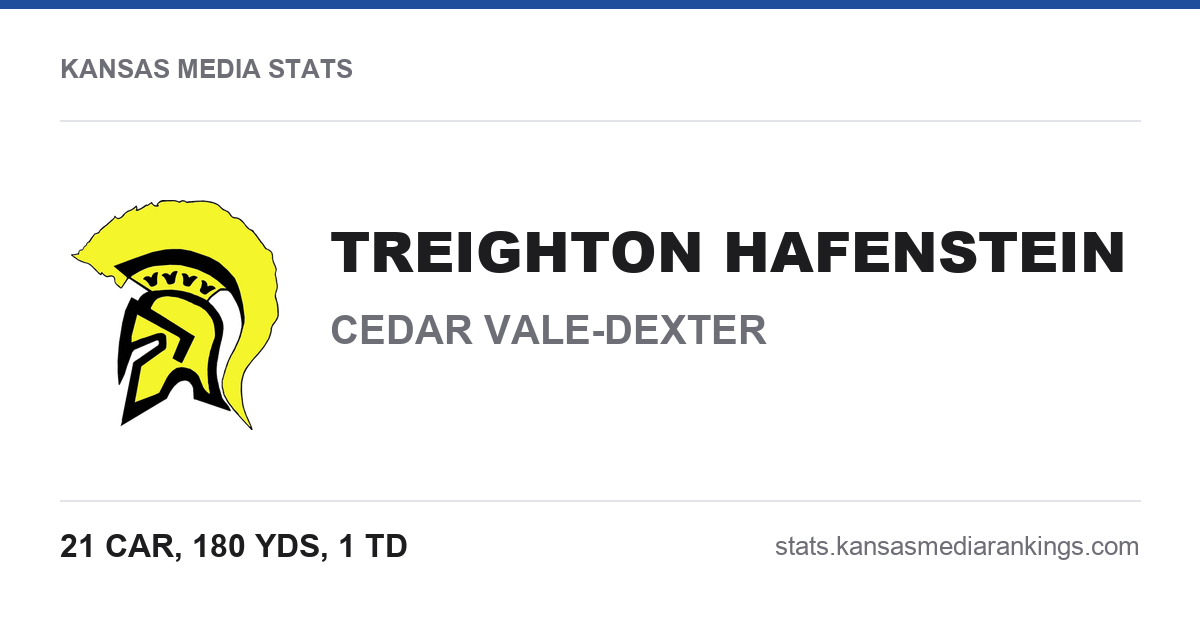 KANSAS MEDIA STATS
TREIGHTON HAFENSTEIN
CEDAR VALE-DEXTER
21 CAR, 180 YDS, 1 TD
stats.kansasmediarankings.com